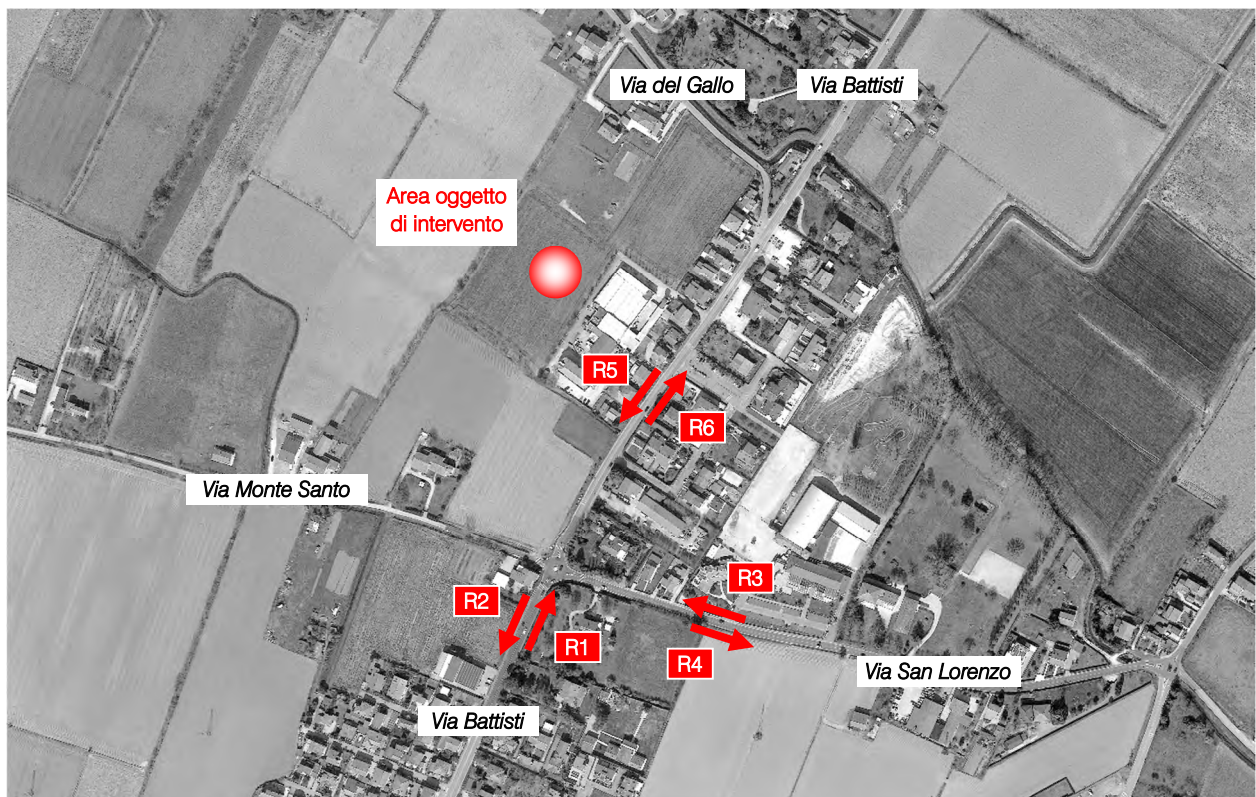 Via del Gallo
Via Battisti
Area oggetto
di intervento
R5
R6
Via Monte Santo
R3
R2
R1
R4
Via San Lorenzo
Via Battisti